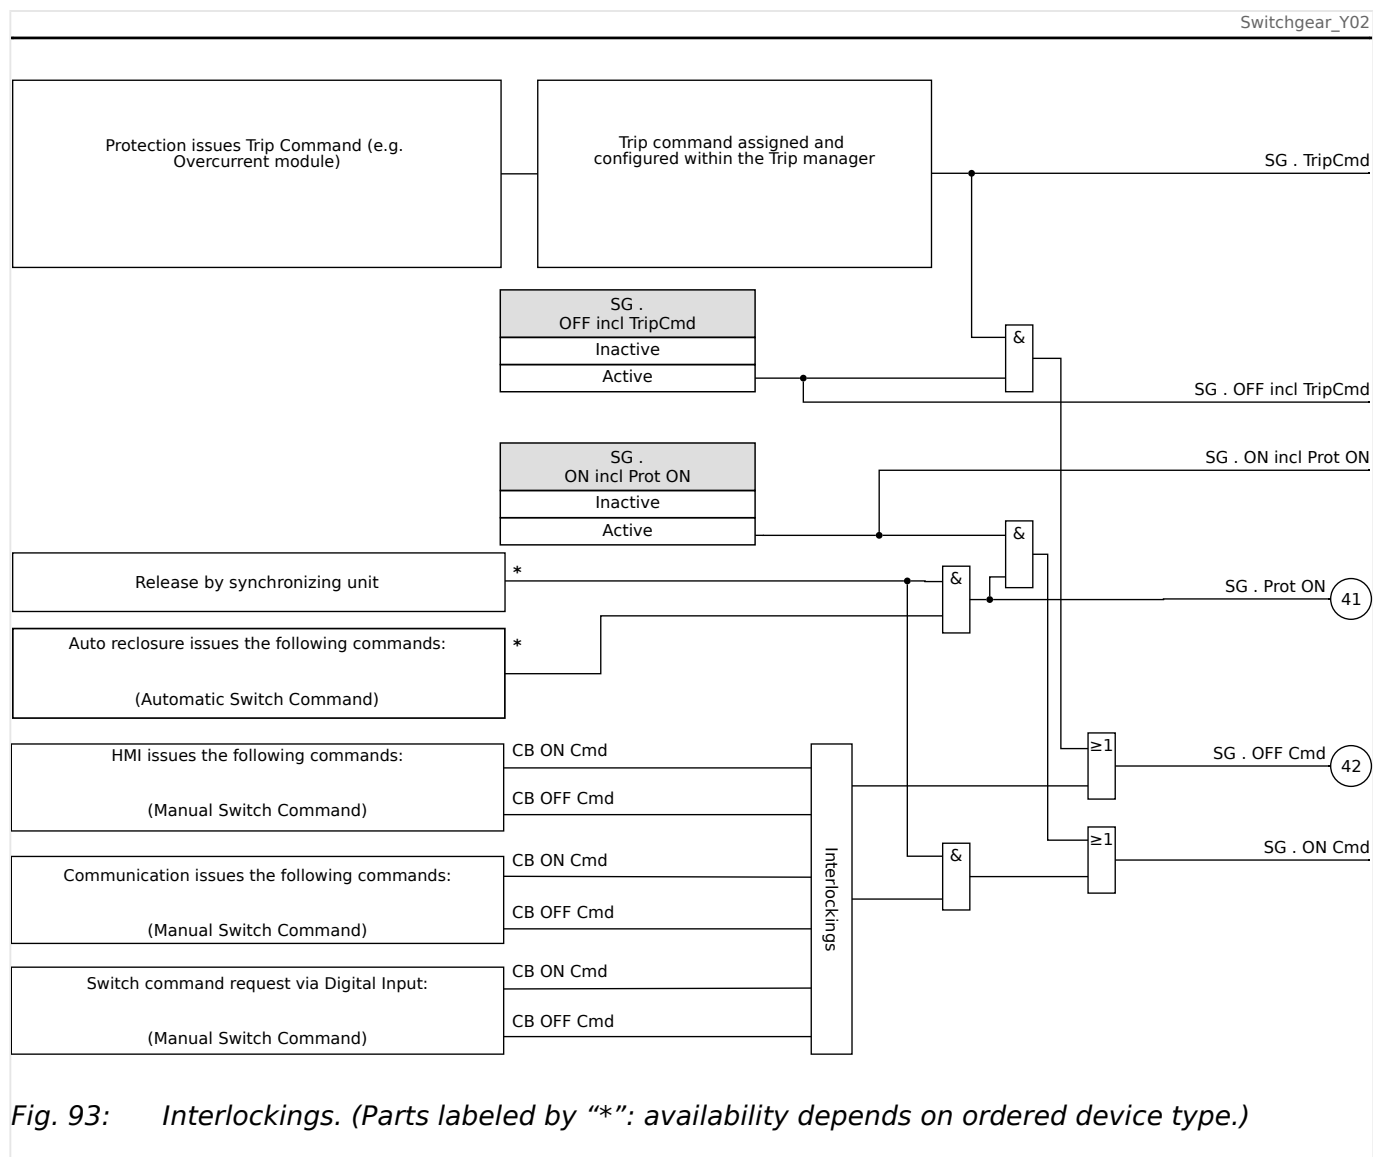 Switchgear_Y02
Protection issues Trip Command (e.g.
Overcurrent module)
Trip command assigned and
configured within the Trip manager
SG . TripCmd
SG .
OFF incl TripCmd
Inactive
Active
&
SG . OFF incl TripCmd
SG .
ON incl Prot ON
Inactive
Active
SG . ON incl Prot ON
&
Release by synchronizing unit
*
&
SG . Prot ON
41
Auto reclosure issues the following commands:
*
(Automatic Switch Command)
HMI issues the following commands:
(Manual Switch Command)
CB ON Cmd
CB OFF Cmd
≥1
SG . OFF Cmd
42
Communication issues the following commands:
(Manual Switch Command)
CB ON Cmd
CB OFF Cmd
Interlockings
&
≥1
SG . ON Cmd
Switch command request via Digital Input:
(Manual Switch Command)
CB ON Cmd
CB OFF Cmd
Fig. 93: Interlockings. (Parts labeled by “*”: availability depends on ordered device type.)